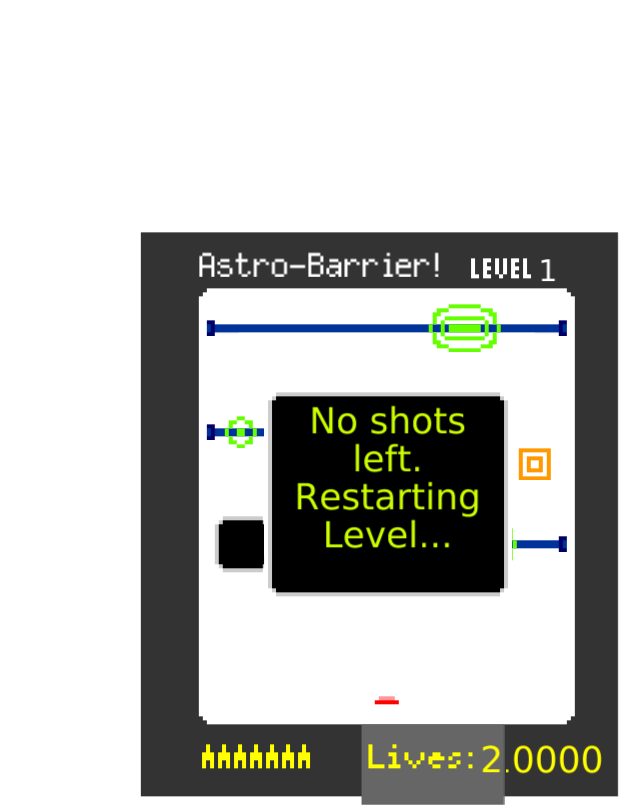 Astro-Barrier! LEVEL 1
No shots
left.
Restarting
Level...
Lives:2.0000